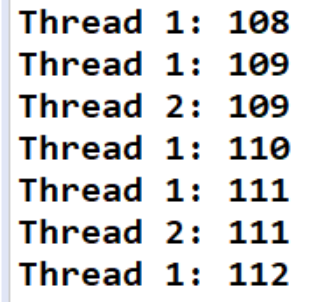 Thread 1: 108
Thread 1: 109
Thread 2: 109
Thread 1: 110
Thread 1: 111
Thread 2: 111
Thread 1: 112